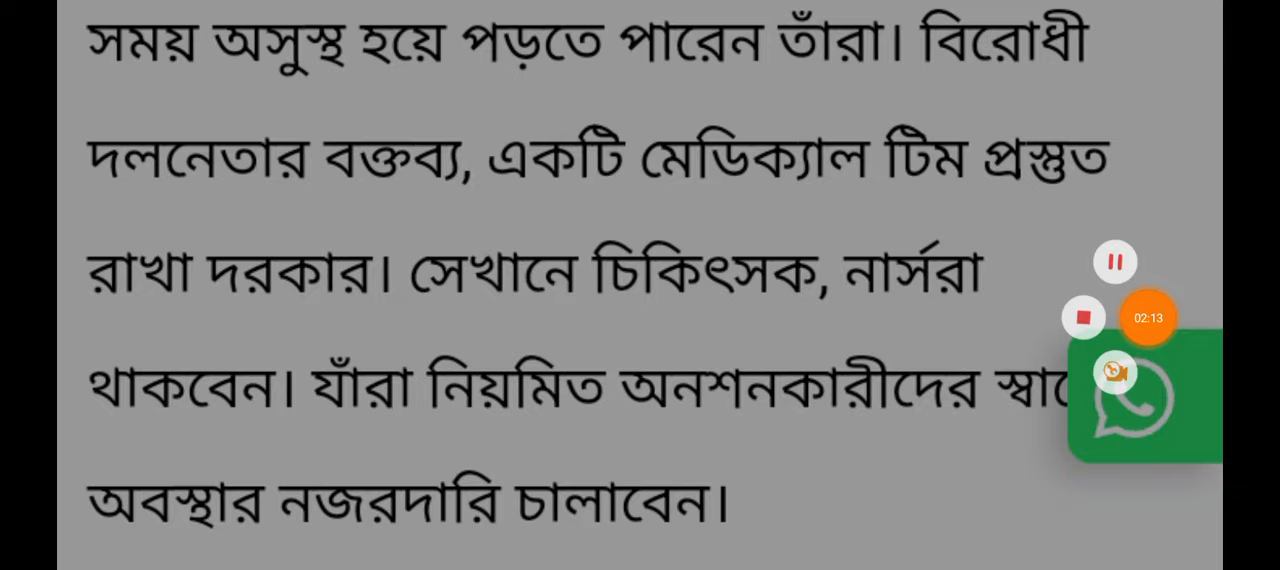 সময় অসুস্থ হয়ে পড়তে পারেন তাঁরা। বিরোধী
দলনেতার বক্তব্য, একটি মেডিক্যাল টিম প্রস্তুত
রাখা দরকার। সেখানে চিকিৎসক, নার্সরা
02:13
থাকবেন। যাঁরা নিয়মিত অনশনকারীদের
অবস্থার নজরদারি চালাবেন।